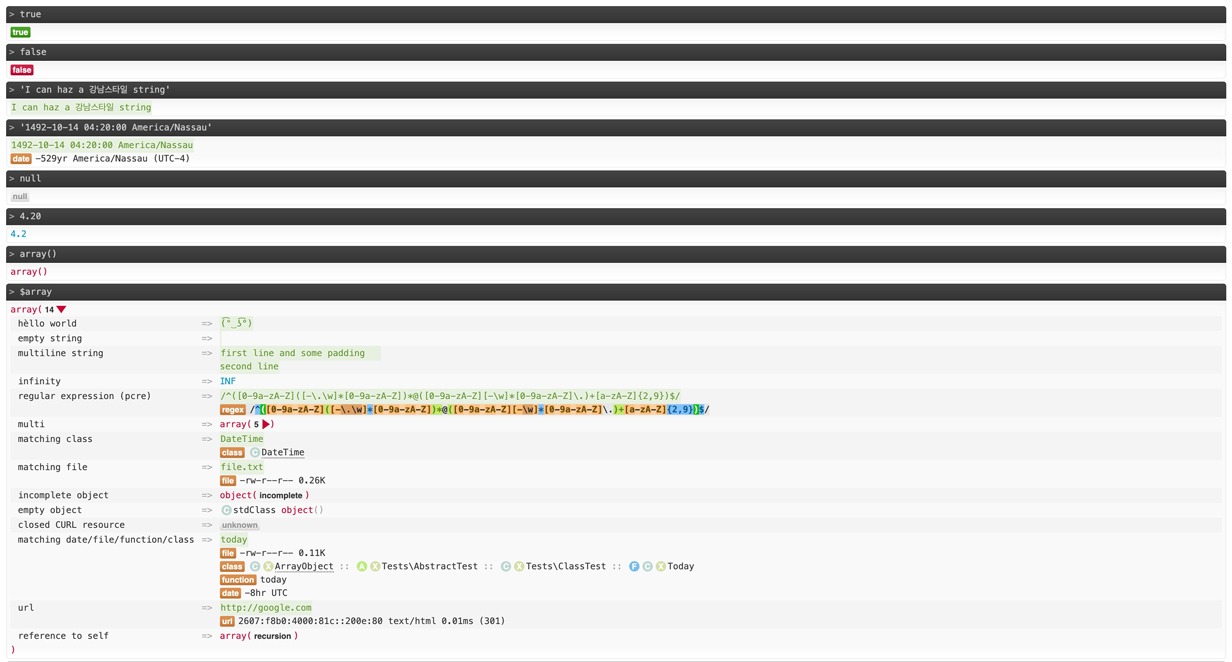 > true
true
> false
false
> 'I can haz a 강남스타일 string'
I can haz a 강남스타일 string
> '1492-10-14 04:20:00 America/Nassau'
1492-10-14 04:20:00 America/Nassau
date -529yr America/Nassau (UTC-4)
> null
null
> 4.20
4.2
> array()
array()
> $array
array( 14
hèllo world => (͡°_ʖ͡°)
empty string =>
multiline string => first line and some padding
second line
infinity => INF
regular expression (pcre) => /^([0-9a-zA-Z]([-\.\w]*[0-9a-zA-Z])*@([0-9a-zA-Z][-\w]*[0-9a-zA-Z]\.)+[a-zA-Z]{2,9})$/
regex /^([0-9a-zA-Z]([-\.\w]*[0-9a-zA-Z])*@([0-9a-zA-Z][-\w]*[0-9a-zA-Z]\.)+[a-zA-Z]{2,9})$/
multi => array( 5 )
matching class => DateTime
class C DateTime
matching file => file.txt
file -rw-r--r-- 0.26K
incomplete object => object( incomplete )
empty object => C stdClass object()
closed CURL resource => unknown
matching date/file/function/class => today
file -rw-r--r-- 0.11K
class C X ArrayObject :: A X Tests\AbstractTest :: C X Tests\ClassTest :: F C X Today
function today
date -8hr UTC
url => http://google.com
url 2607:f8b0:4000:81c::200e:80 text/html 0.01ms (301)
reference to self => array( recursion )
)